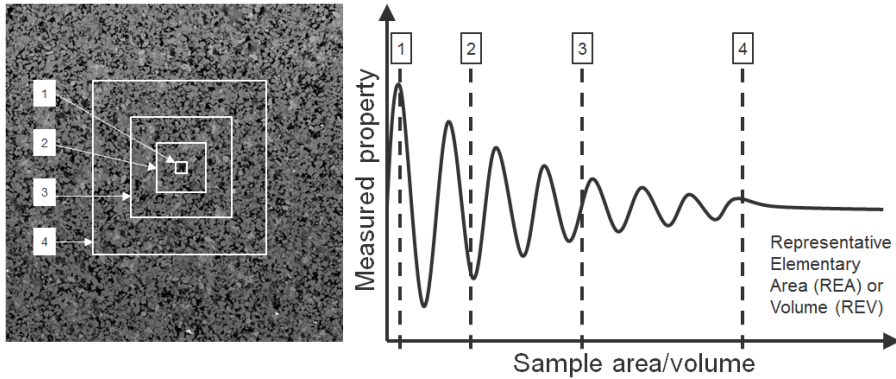 1
2
3
4
Measured property
1
2
3
4
Representative
Elementary
Area (REA) or
Volume (REV)
Sample area/volume